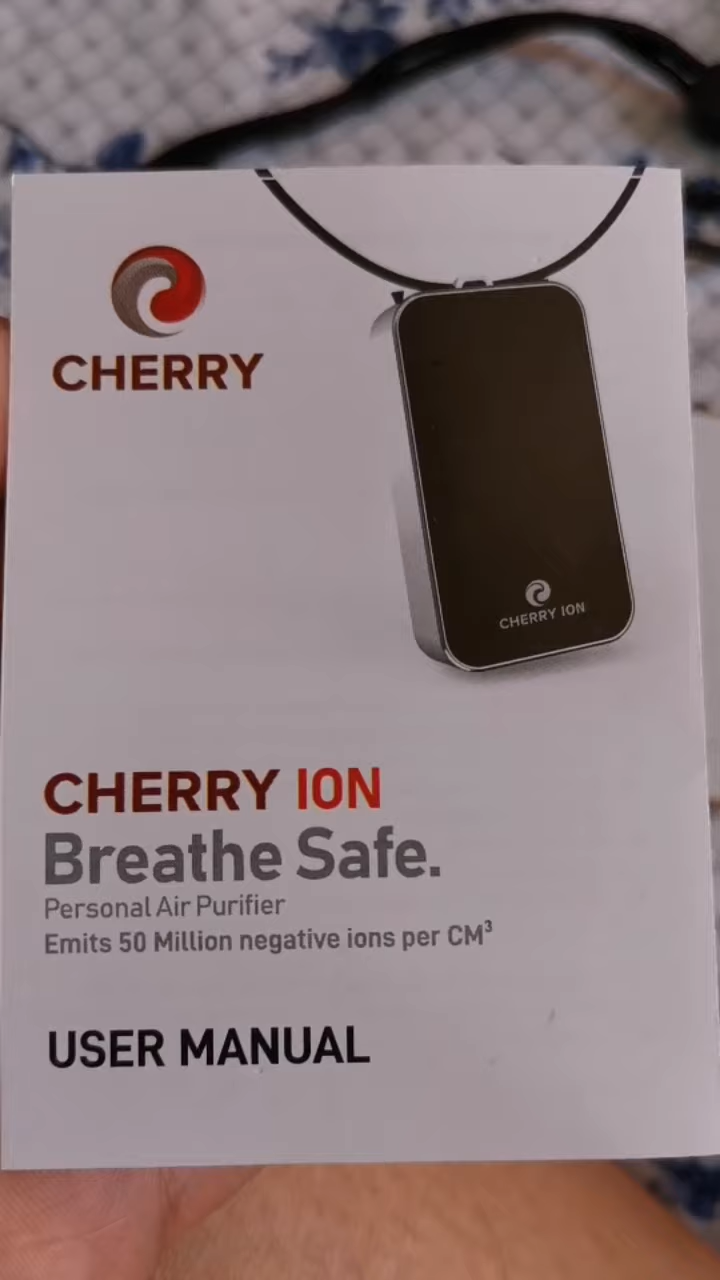 CHERRY
CHERRY ION
CHERRY ION
Breathe Safe.
Personal Air Purifier
Emits 50 Million negative ions per CM³
USER MANUAL